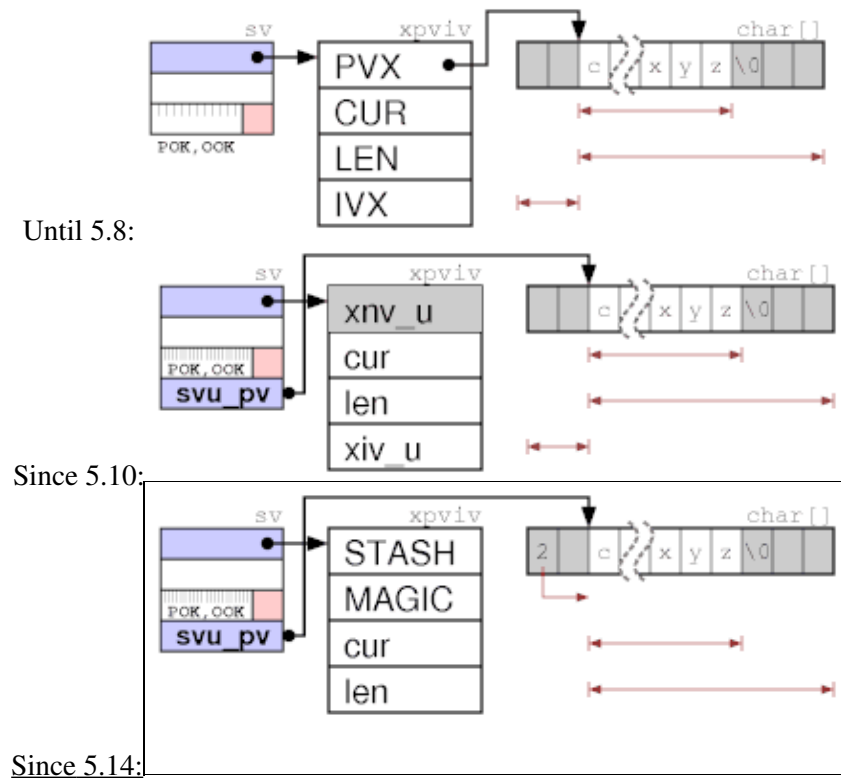 sv xpviv char[]
PVX c x y z \0
CUR
POK,OOK
LEN
IVX
Until 5.8:
sv xpviv char[]
xnv_u c x y z \0
cur
POK,OOK
svu_pv len
xiv_u
Since 5.10:
sv xpviv char[]
STASH 2 c x y z \0
MAGIC
POK,OOK
svu_pv cur
len
Since 5.14: